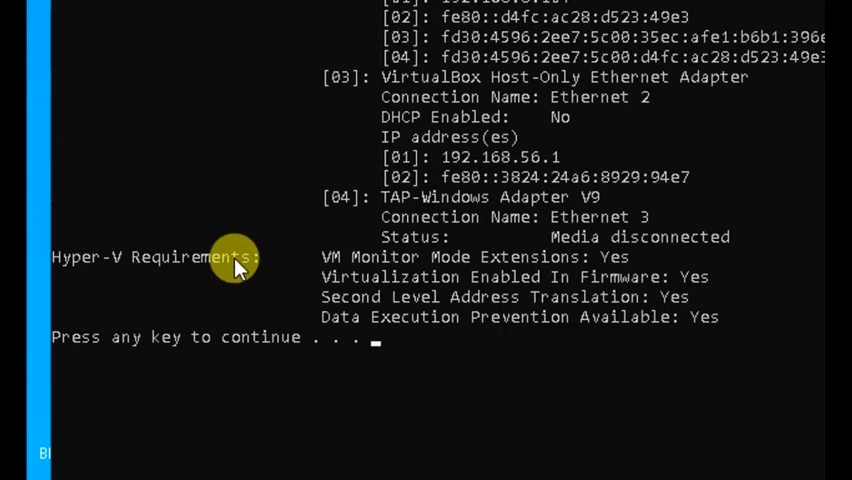 [02]: fe80::d4fc:ac28:d523:49e3
[03]: fd30:4596:2ee7:5c00:35ec:afe1:b6b1:396e
[04]: fd30:4596:2ee7:5c00:d4fc:ac28:d523:49e3
[03]: VirtualBox Host-Only Ethernet Adapter
Connection Name: Ethernet 2
DHCP Enabled: No
IP address(es)
[01]: 192.168.56.1
[02]: fe80::3824:24a6:8929:94e7
[04]: TAP-Windows Adapter V9
Connection Name: Ethernet 3
Status: Media disconnected
Hyper-V Requirements: VM Monitor Mode Extensions: Yes
Virtualization Enabled In Firmware: Yes
Second Level Address Translation: Yes
Data Execution Prevention Available: Yes
Press any key to continue . . .